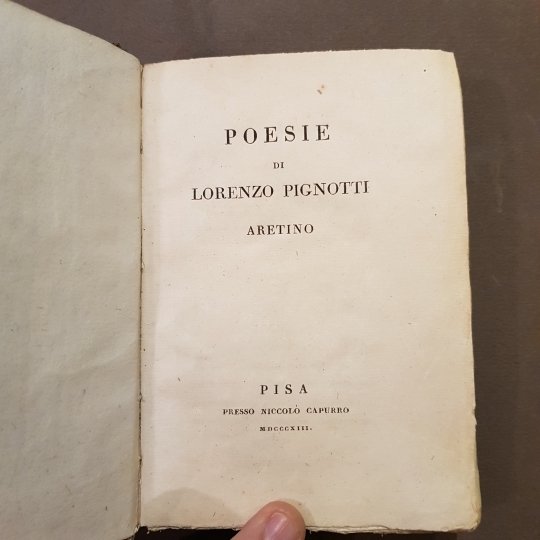 POESIE
DI
LORENZO PIGNOTTI
ARETINO
PISA
PRESSO NICCOLÒ CAPURRO
MDCCCXIII.